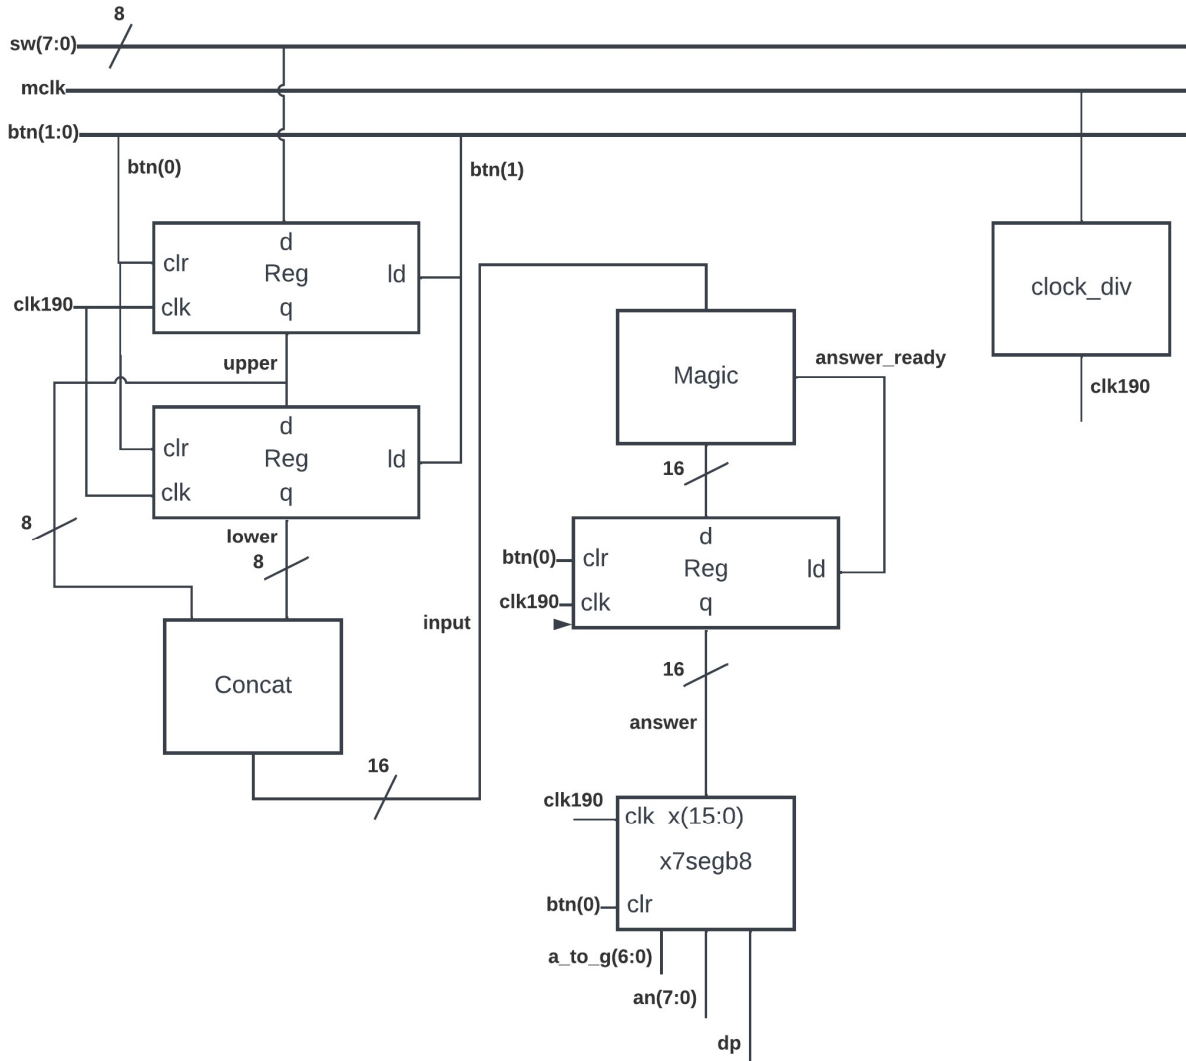 8
sw(7:0)
mclk
btn(1:0)
btn(0)
btn(1)
d
clr
Reg
ld
clk190
clk
q
upper
d
clr
Reg
ld
clk
q
8
lower
8
Concat
16
input
Magic
answer_ready
16
d
btn(0)
clr
Reg
ld
clk190
clk
q
16
answer
clk190
clk x(15:0)
x7segb8
btn(0)
clr
a_to_g(6:0)
an(7:0)
dp
clock_div
clk190